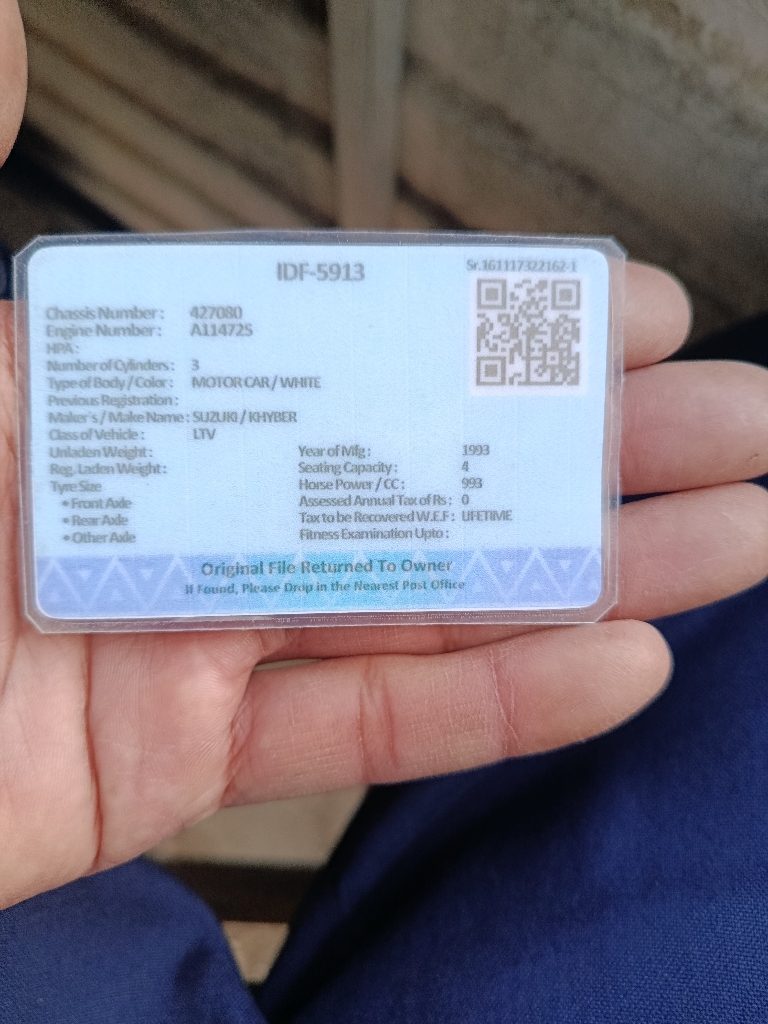 IDF-5913
Sr.161117322162-1
Chassis Number : 427080
Engine Number : A114725
HPA :
Number of Cylinders : 3
Type of Body / Color : MOTOR CAR / WHITE
Previous Registration :
Maker's / Make Name : SUZUKI / KHYBER
Class of Vehicle : LTV
Unladen Weight : Year of Mfg : 1993
Reg. Laden Weight : Seating Capacity : 4
Tyre Size Horse Power / CC : 993
• Front Axle Assessed Annual Tax of Rs : 0
• Rear Axle Tax to be Recovered W.E.F : LIFETIME
• Other Axle Fitness Examination Upto :
Original File Returned To Owner
If Found, Please Drop in the Nearest Post Office